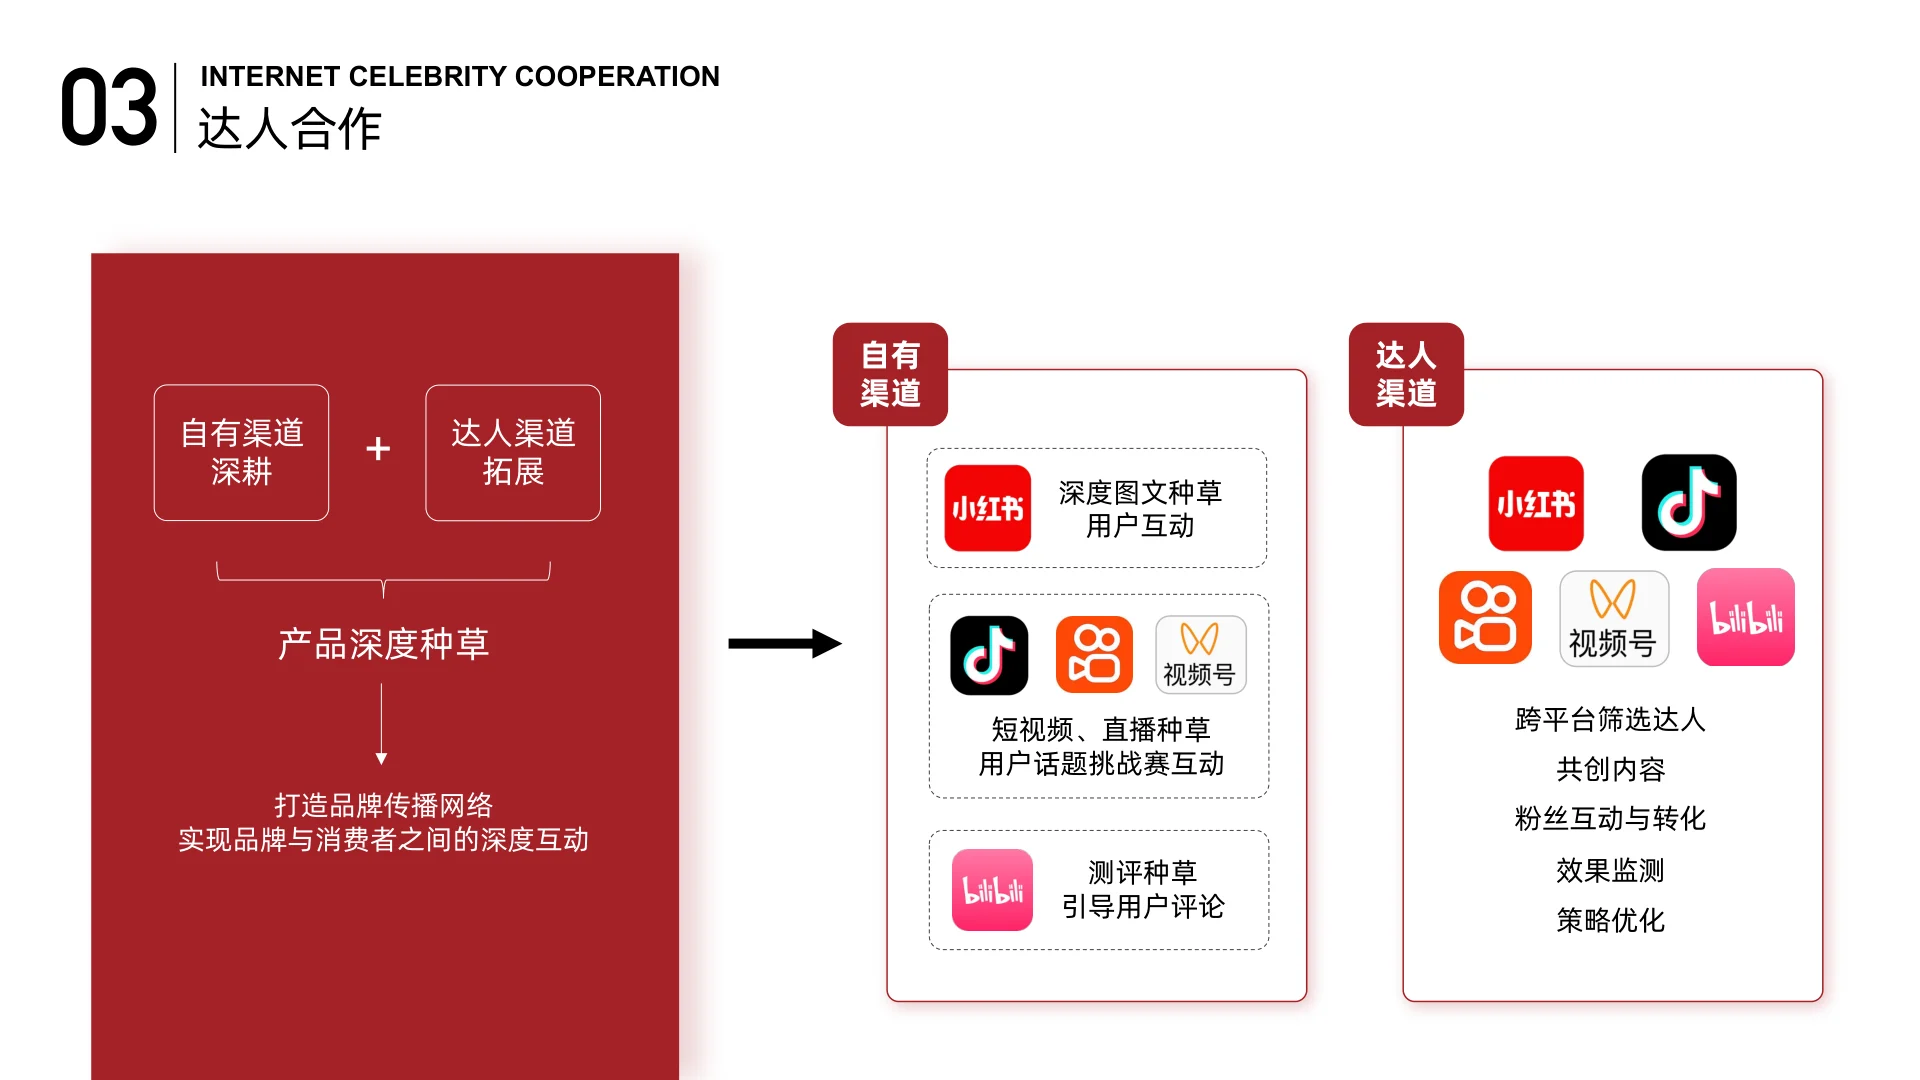 03
INTERNET CELEBRITY COOPERATION
达人合作
自有渠道
深耕
+
达人渠道
拓展
产品深度种草
打造品牌传播网络
实现品牌与消费者之间的深度互动
自有
渠道
小红书
深度图文种草
用户互动
视频号
短视频、直播种草
用户话题挑战赛互动
bilibili
测评种草
引导用户评论
达人
渠道
小红书
视频号
bilibili
跨平台筛选达人
共创内容
粉丝互动与转化
效果监测
策略优化